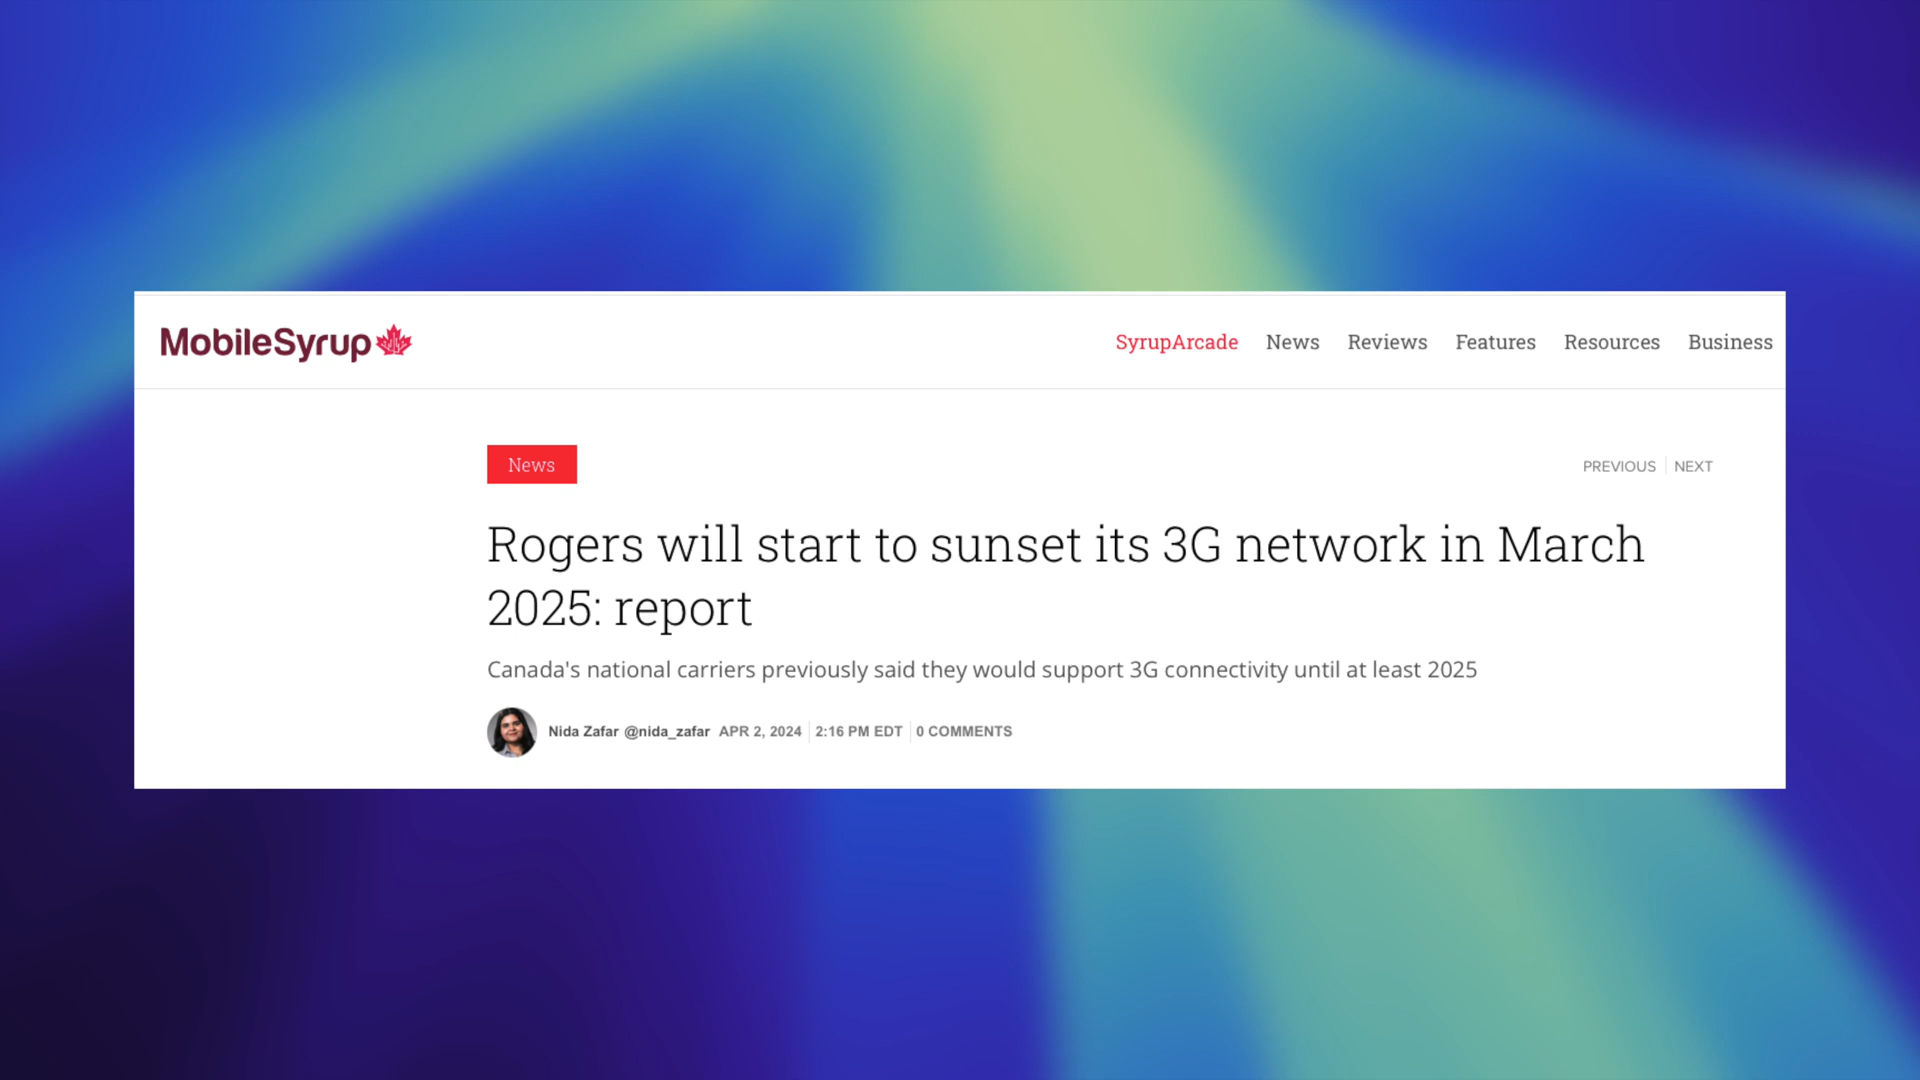 MobileSyrup
SyrupArcade News Reviews Features Resources Business
News
PREVIOUS NEXT
Rogers will start to sunset its 3G network in March
2025: report
Canada's national carriers previously said they would support 3G connectivity until at least 2025
Nida Zafar @nida_zafar APR 2, 2024 2:16 PM EDT 0 COMMENTS